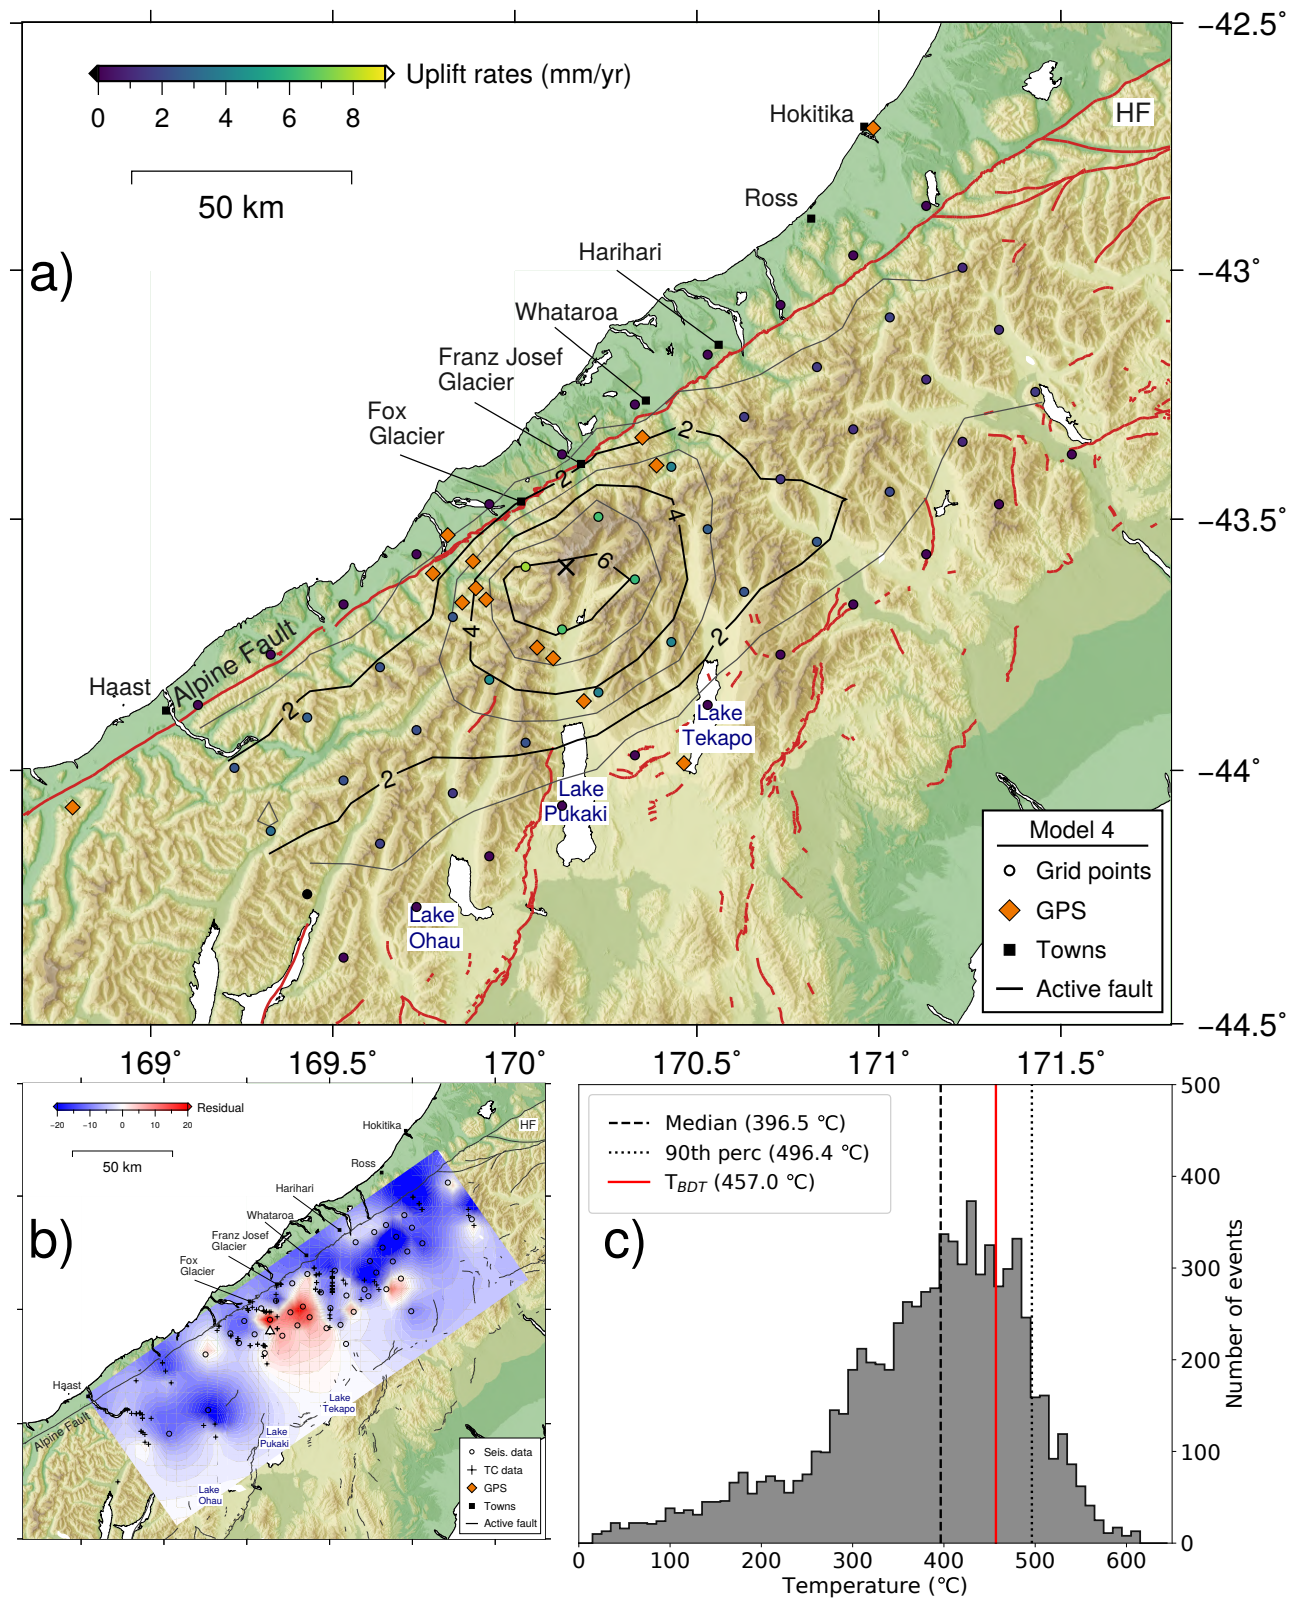 −42.5°
−43°
−43.5°
−44°
−44.5°
Uplift rates (mm/yr)
0 2 4 6 8
50 km
a)
HF
Hokitika
Ross
Harihari
Whataroa
Franz Josef
Glacier
Fox
Glacier
2
2
4
6
4
2
2
2
Alpine Fault
Haast
Lake
Tekapo
Lake
Pukaki
Lake
Ohau
Model 4
Grid points
GPS
Towns
Active fault
169° 169.5° 170° 170.5° 171° 171.5°
−20 −10 0 10 20
Residual
50 km
b)
HF
Hokitika
Ross
Harihari
Whataroa
Franz Josef
Glacier
Fox
Glacier
Haast
Alpine Fault
Lake
Tekapo
Lake
Pukaki
Lake
Ohau
Seis. data
TC data
GPS
Towns
Active fault
Median (396.5 °C)
90th perc (496.4 °C)
TBDT (457.0 °C)
c)
500
400
300
200
100
0
Number of events
0 100 200 300 400 500 600
Temperature (°C)